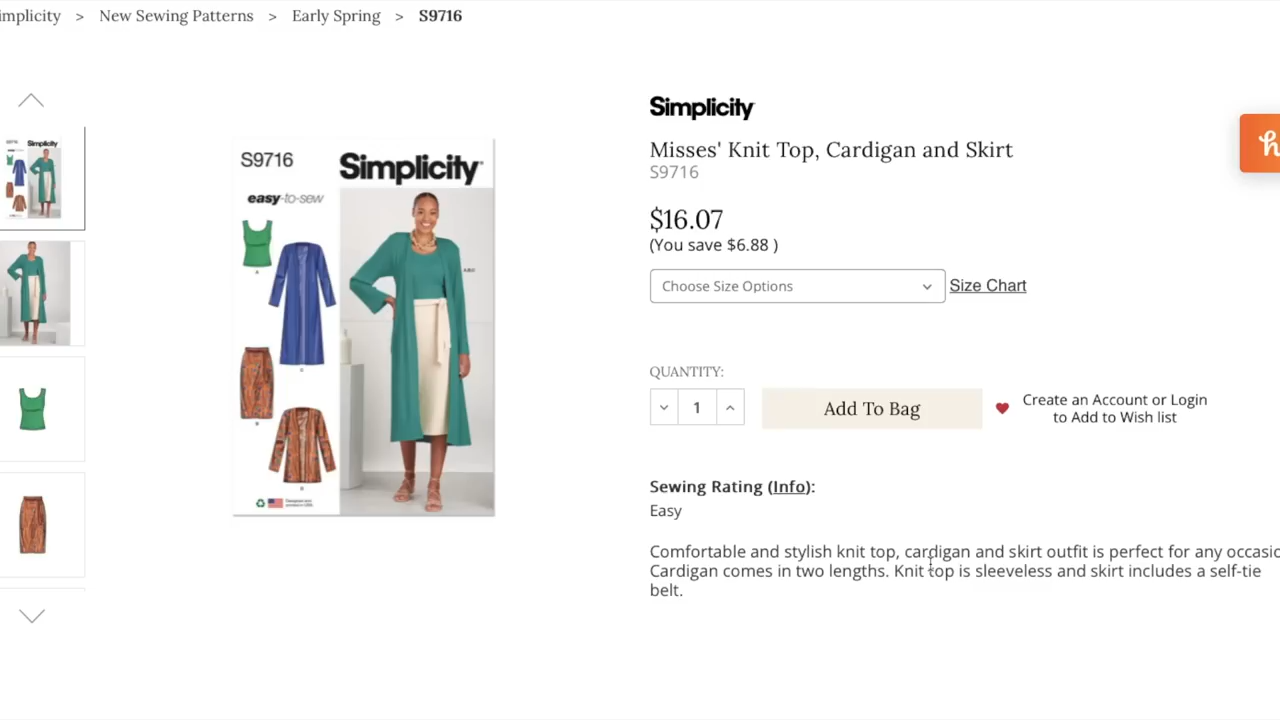 implicity > New Sewing Patterns > Early Spring > S9716
Simplicity
Misses' Knit Top, Cardigan and Skirt
S9716
$16.07
(You save $6.88 )
Choose Size Options
Size Chart
QUANTITY:
1
Add To Bag
Create an Account or Login
to Add to Wish list
Sewing Rating (Info):
Easy
Comfortable and stylish knit top, cardigan and skirt outfit is perfect for any occasio
Cardigan comes in two lengths. Knit top is sleeveless and skirt includes a self-tie
belt.
S9716
Simplicity
easy-to-sew
Simplicity
h